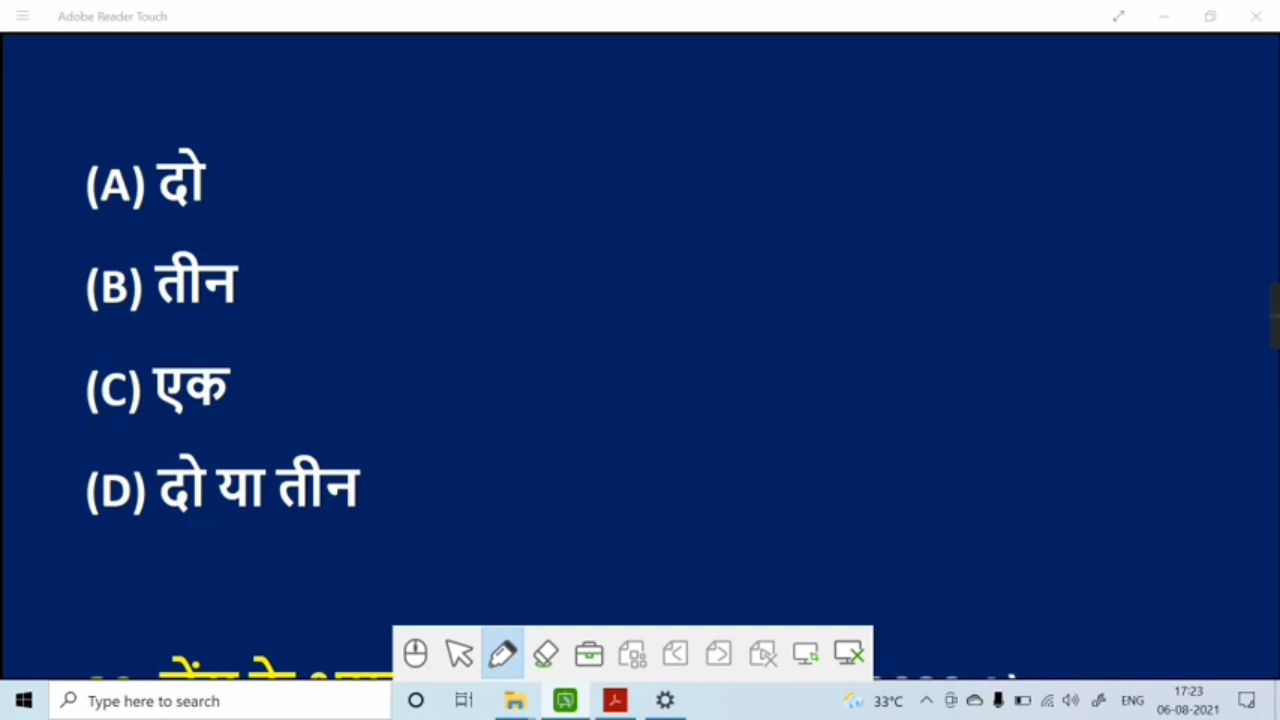 Adobe Reader Touch
(A) दो
(B) तीन
(C) एक
(D) दो या तीन
Type here to search
33°C
ENG
17:23
06-08-2021